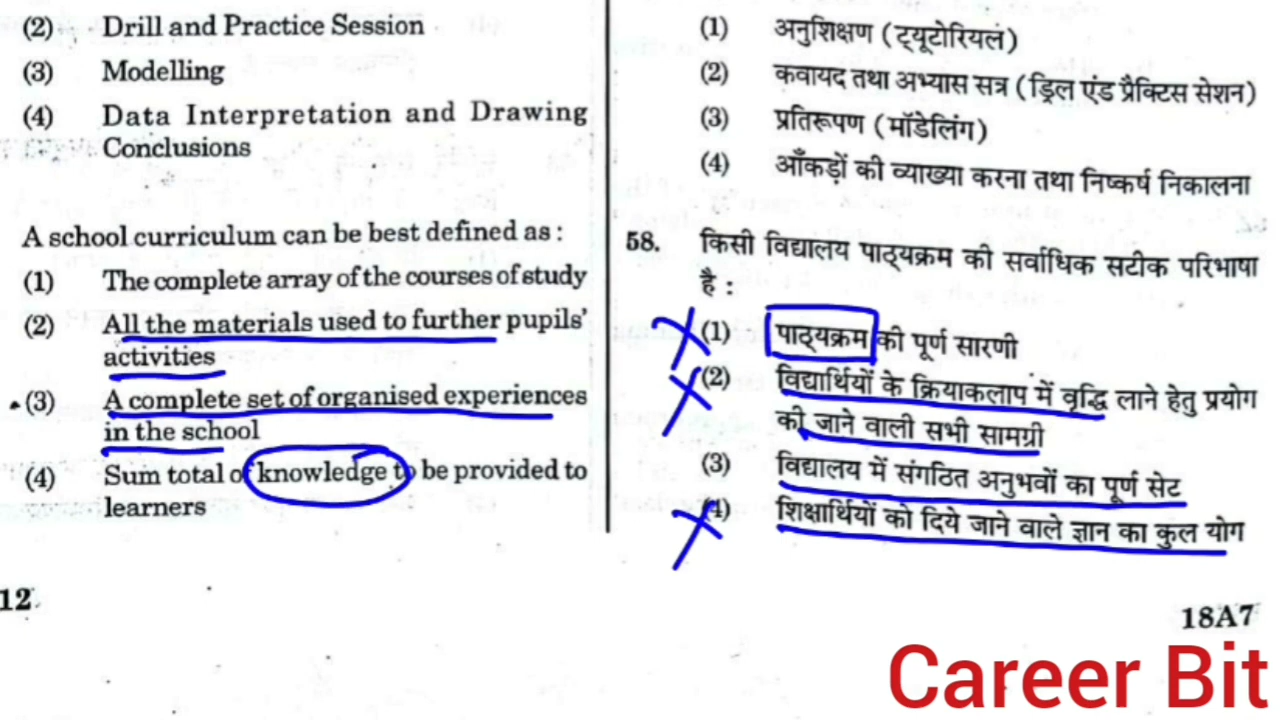 (2) Drill and Practice Session
(3) Modelling
(4) Data Interpretation and Drawing
Conclusions
A school curriculum can be best defined as :
(1) The complete array of the courses of study
(2) All the materials used to further pupils'
activities
(3) A complete set of organised experiences
in the school
(4) Sum total of knowledge to be provided to
learners
12
(1) अनुशिक्षण (ट्यूटोरियल)
(2) कवायद तथा अभ्यास सत्र (ड्रिल एंड प्रैक्टिस सेशन)
(3) प्रतिरूपण (मॉडेलिंग)
(4) आँकड़ों की व्याख्या करना तथा निष्कर्ष निकालना
58. किसी विद्यालय पाठ्यक्रम की सर्वाधिक सटीक परिभाषा
है :
(1) पाठ्यक्रम की पूर्ण सारणी
(2) विद्यार्थियों के क्रियाकलाप में वृद्धि लाने हेतु प्रयोग
की जाने वाली सभी सामग्री
(3) विद्यालय में संगठित अनुभवों का पूर्ण सेट
(4) शिक्षार्थियों को दिये जाने वाले ज्ञान का कुल योग
18A7
Career Bit